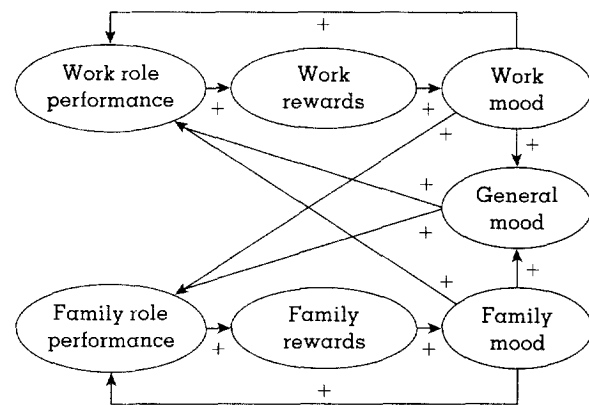 +
Work role
performance
+
Work
rewards
+
Work
mood
+
+
+
General
mood
+
+
+
+
Family role
performance
+
Family
rewards
+
Family
mood
+